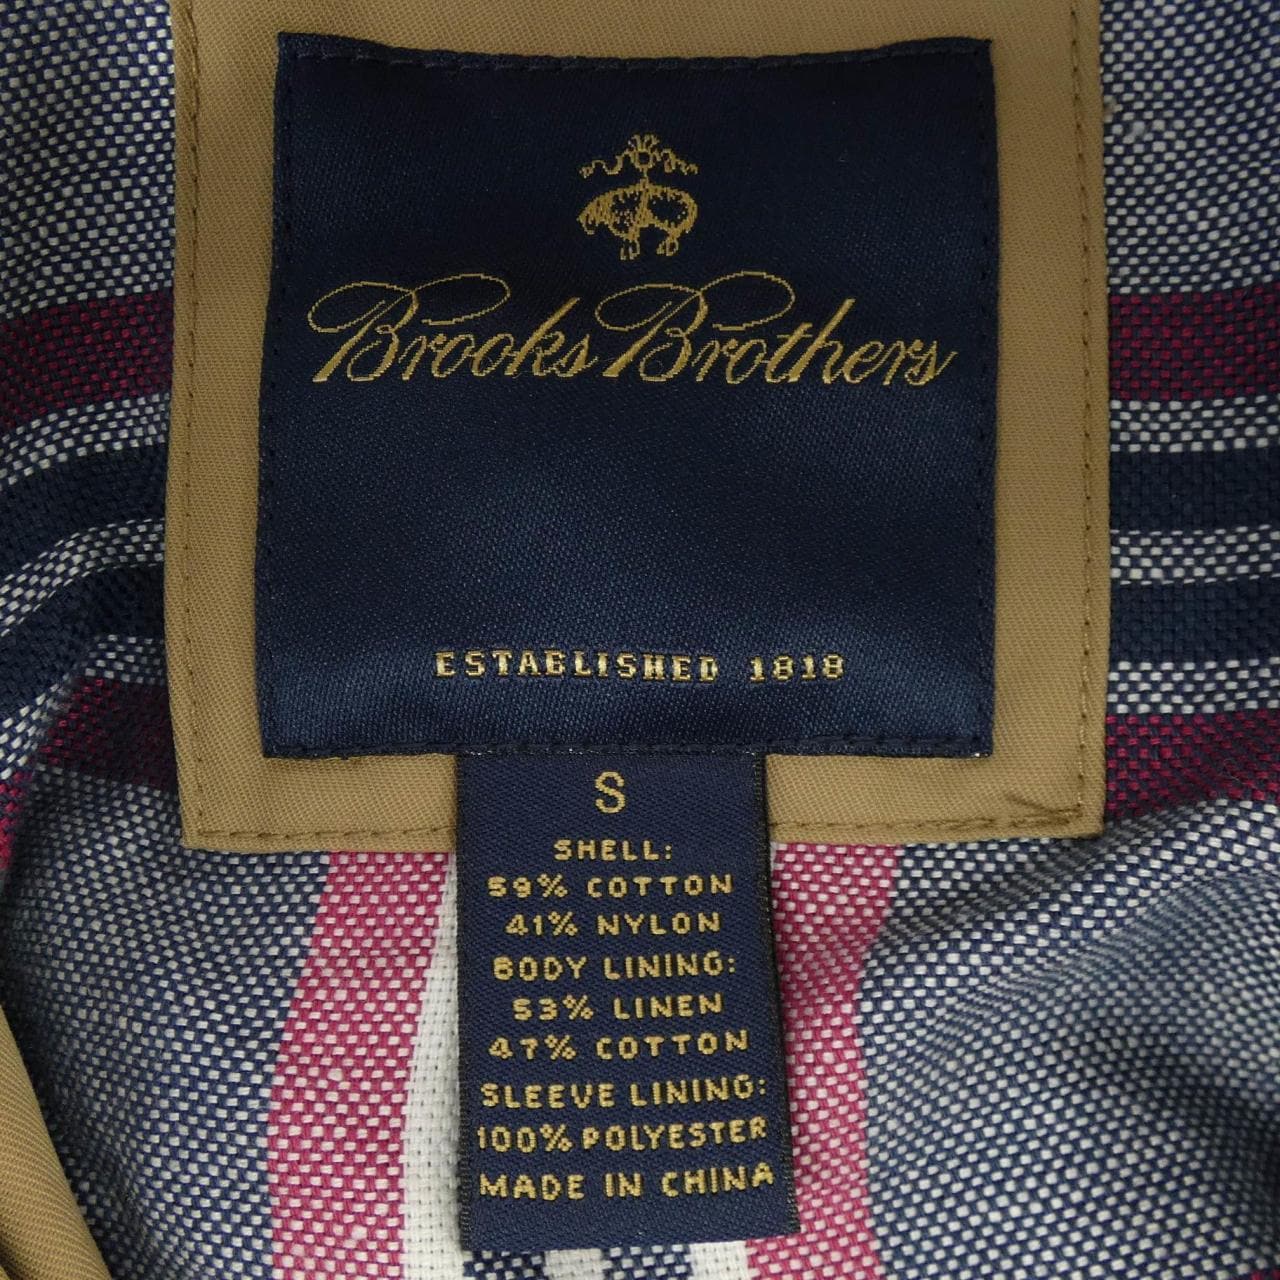 Brooks Brothers
ESTABLISHED 1818
S
SHELL:
59% COTTON
41% NYLON
BODY LINING:
53% LINEN
47% COTTON
SLEEVE LINING:
100% POLYESTER
MADE IN CHINA